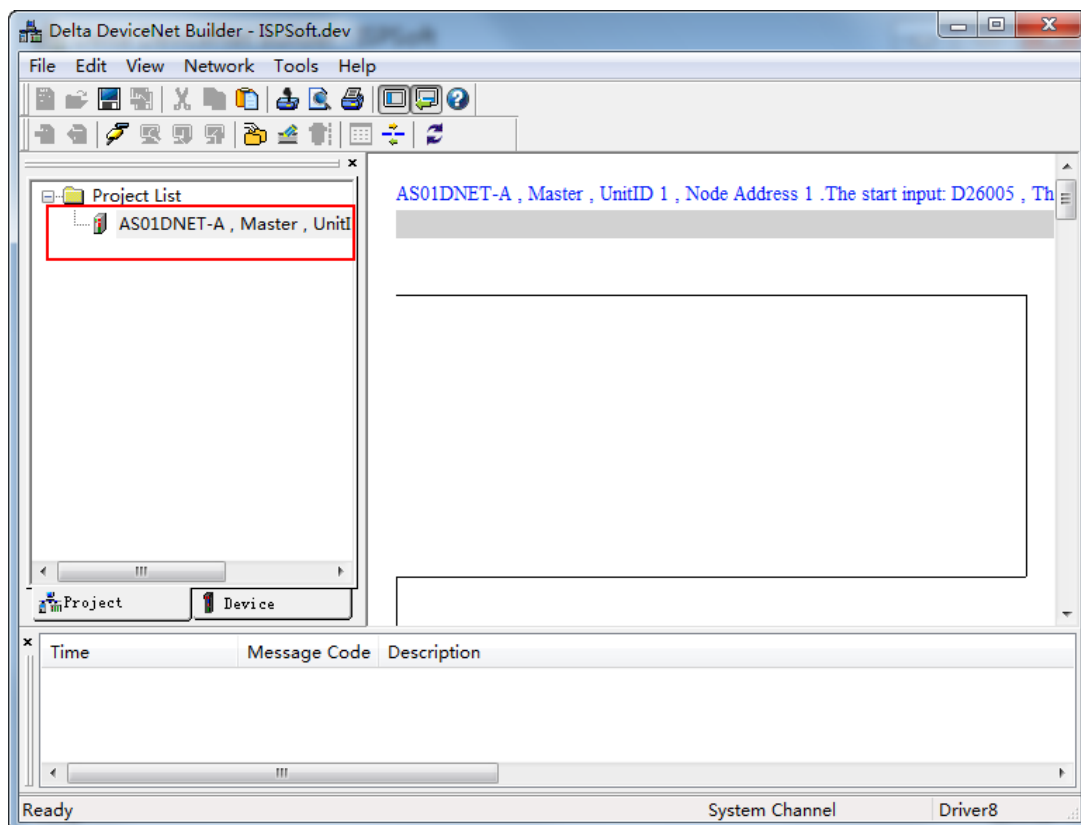 Delta DeviceNet Builder - ISPSoft.dev
File Edit View Network Tools Help
Project List
AS01DNET-A , Master , UnitI
AS01DNET-A , Master , UnitID 1 , Node Address 1 .The start input: D26005 , Th
Project Device
Time Message Code Description
Ready System Channel Driver8